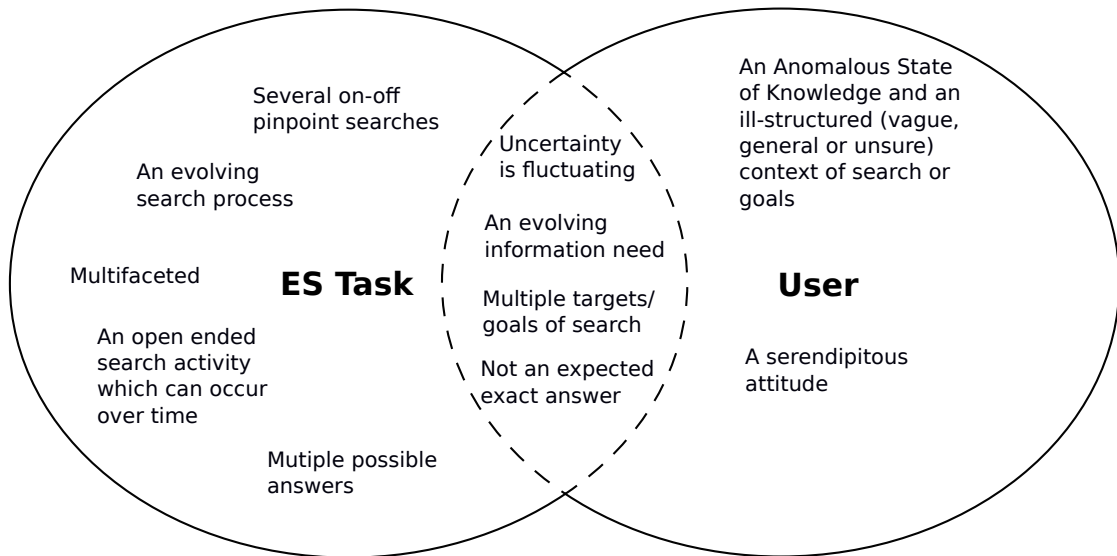 Several on-off
pinpoint searches
An evolving
search process
Multifaceted
ES Task
An open ended
search activity
which can occur
over time
Mutiple possible
answers
Uncertainty
is fluctuating
An evolving
information need
Multiple targets/
goals of search
Not an expected
exact answer
An Anomalous State
of Knowledge and an
ill-structured (vague,
general or unsure)
context of search or
goals
User
A serendipitous
attitude